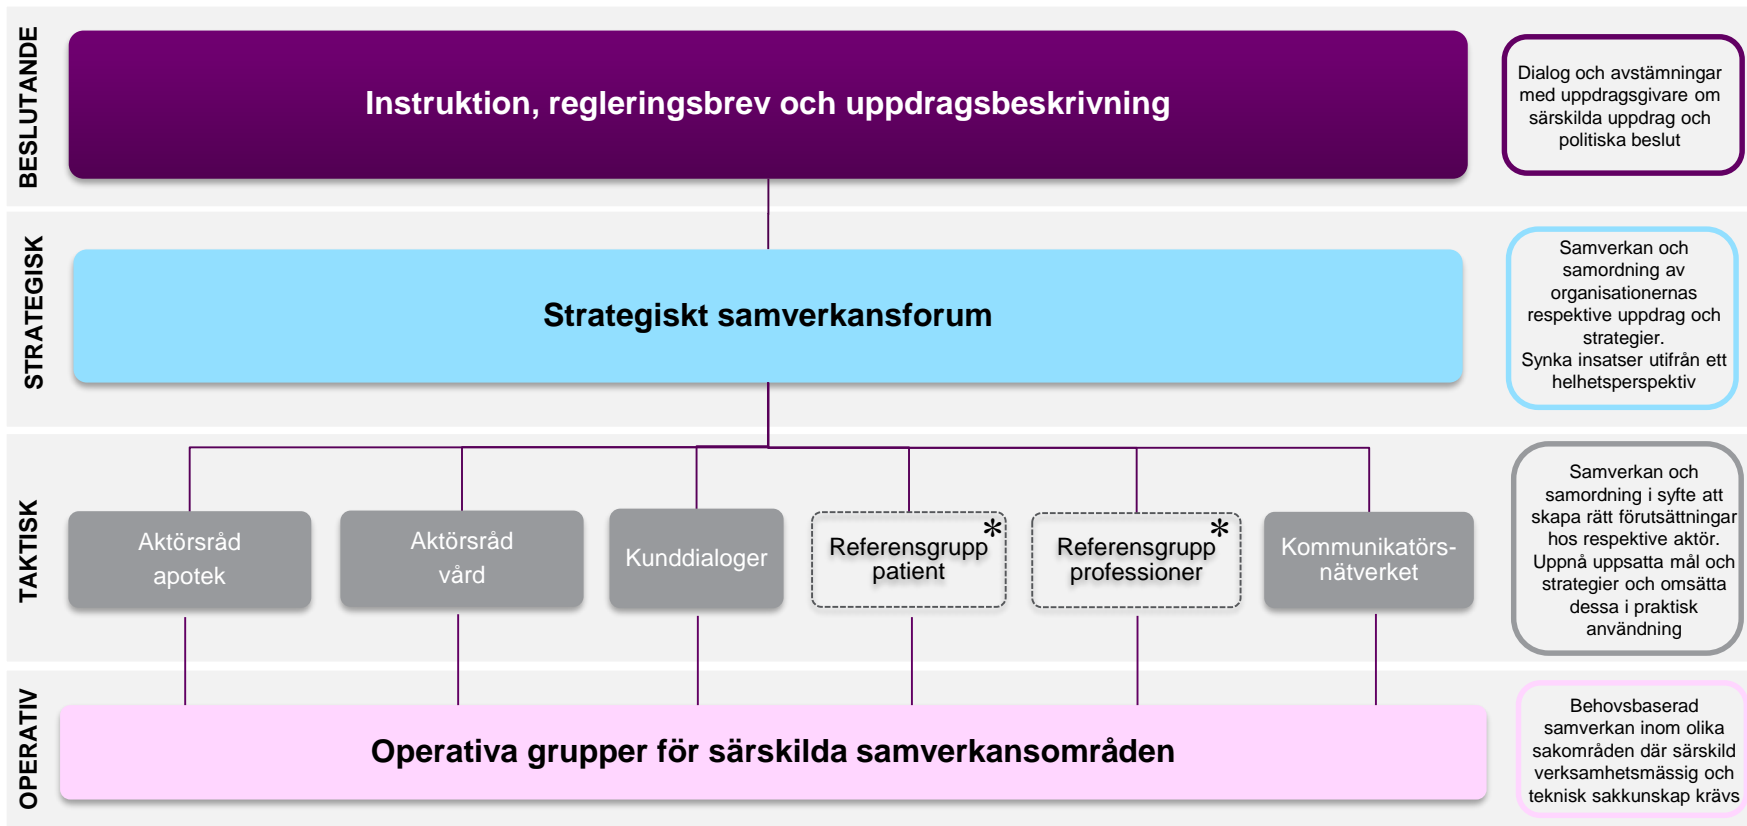 BESLUTANDE
Instruktion, regleringsbrev och uppdragsbeskrivning
Dialog och avstämningar
med uppdragsgivare om
särskilda uppdrag och
politiska beslut
STRATEGISK
Strategiskt samverkansforum
Samverkan och
samordning av
organisationernas
respektive uppdrag och
strategier.
Synka insatser utifrån ett
helhetsperspektiv
TAKTISK
Aktörsråd
apotek
Aktörsråd
vård
Kunddialoger
Referensgrupp*
patient
Referensgrupp*
professioner
Kommunikatörs-
nätverket
Samverkan och
samordning i syfte att
skapa rätt förutsättningar
hos respektive aktör.
Uppnå uppsatta mål och
strategier och omsätta
dessa i praktisk
användning
OPERATIV
Operativa grupper för särskilda samverkansområden
Behovsbaserad
samverkan inom olika
sakområden där särskild
verksamhetsmässig och
teknisk sakkunskap krävs